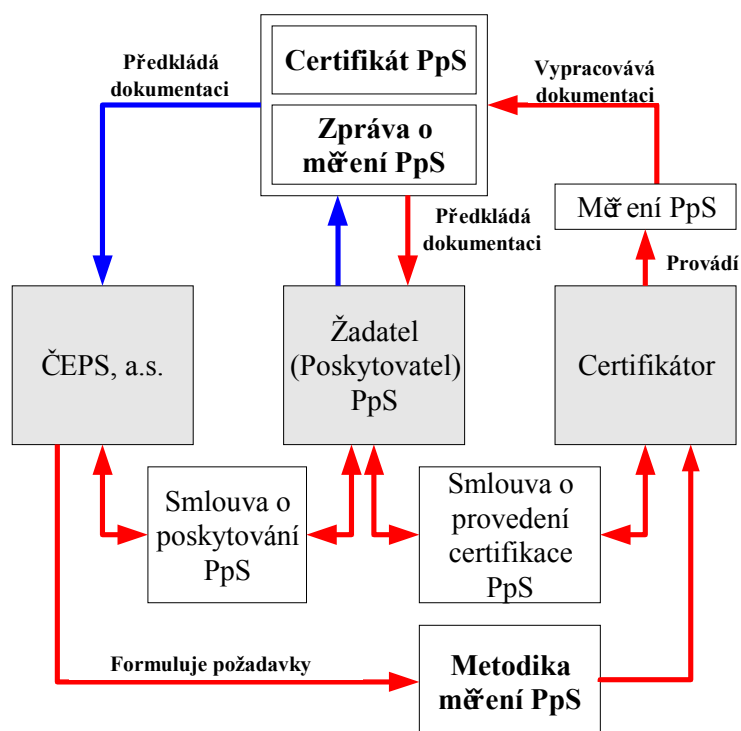 Předkládá
dokumentaci
Certifikát PpS
Zpráva o
měření PpS
Vypracovává
dokumentaci
Předkládá
dokumentaci
Měření PpS
Provádí
ČEPS, a.s.
Žadatel
(Poskytovatel)
PpS
Certifikátor
Smlouva o
poskytování
PpS
Smlouva o
provedení
certifikace
PpS
Formuluje požadavky
Metodika
měření PpS